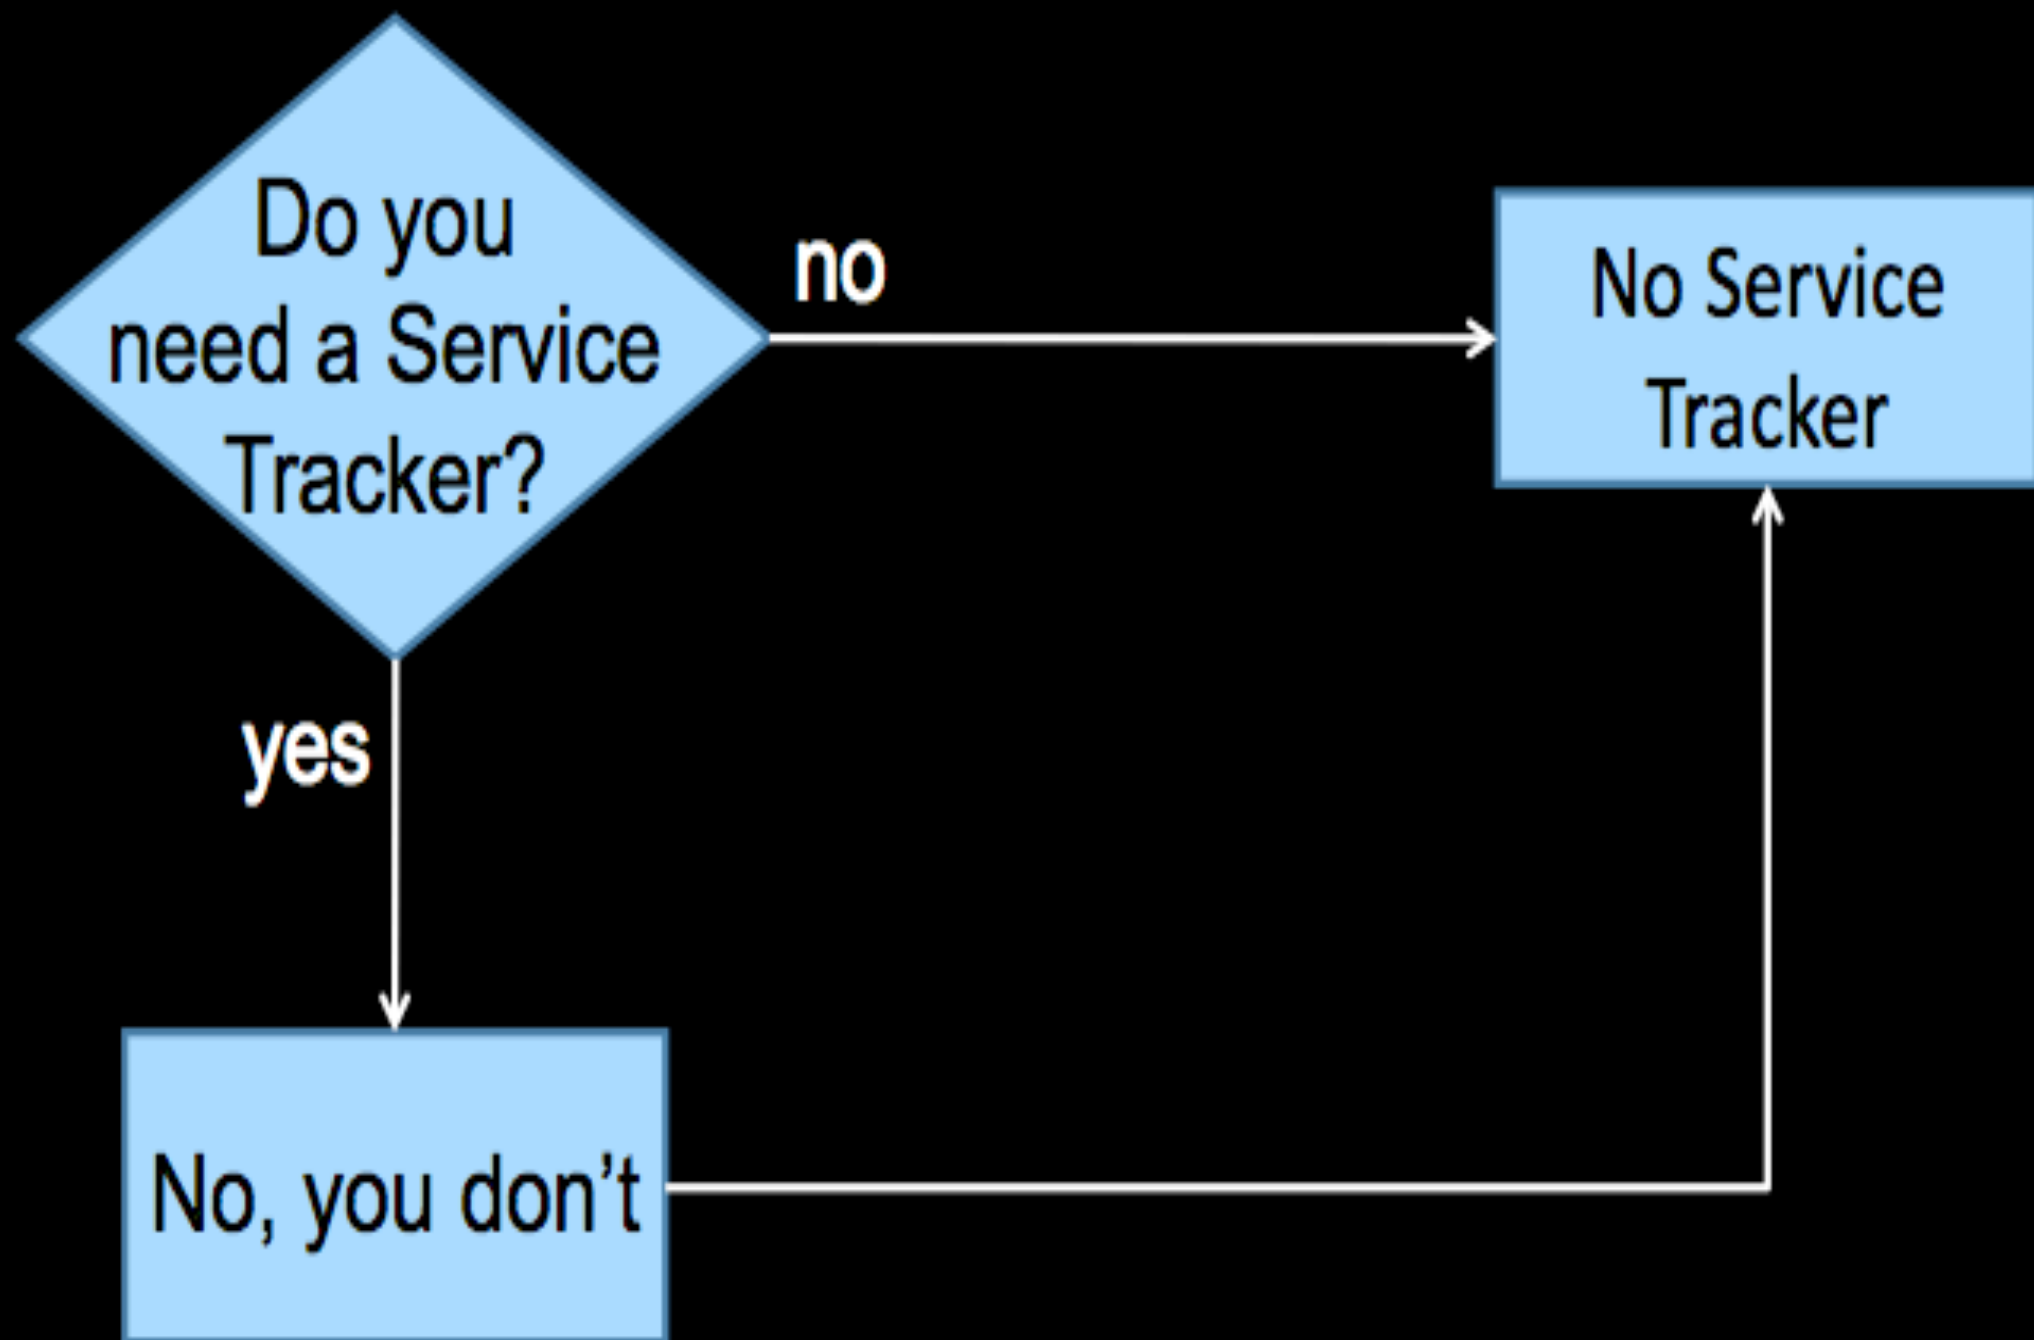 Do you
need a Service
Tracker?
no
No Service
Tracker
yes
No, you don’t